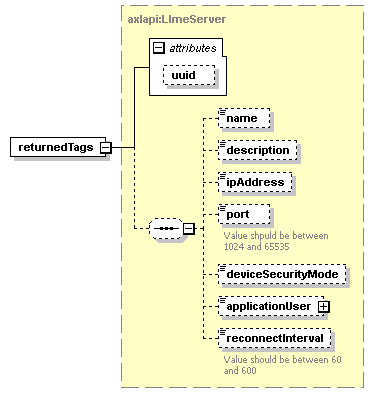 axlapi:LImeServer
attributes
uuid
returnedTags
name
description
ipAddress
port
Value should be between
1024 and 65535
deviceSecurityMode
applicationUser
reconnectInterval
Value should be between 60
and 600